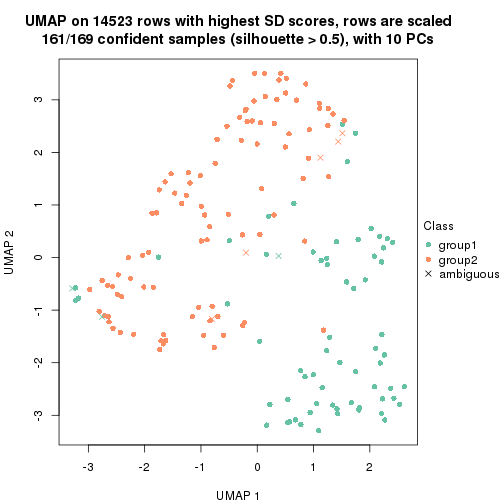 UMAP on 14523 rows with highest SD scores, rows are scaled
161/169 confident samples (silhouette > 0.5), with 10 PCs
3
2
1
0
-1
-2
-3
UMAP 2
-3
-2
-1
0
1
2
UMAP 1
Class
group1
group2
ambiguous